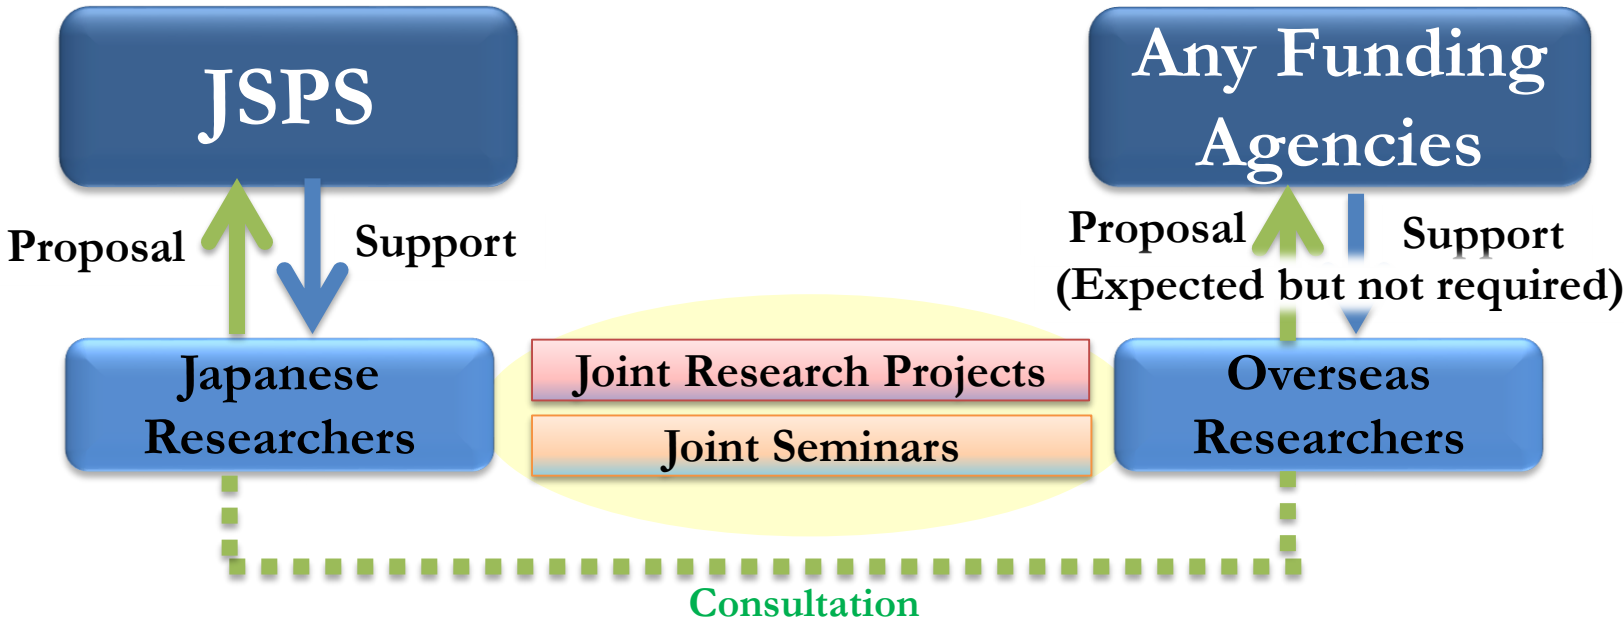 JSPS
Any Funding
Agencies
Proposal
Support
Proposal
Support
(Expected but not required)
Japanese
Researchers
Joint Research Projects
Joint Seminars
Overseas
Researchers
Consultation